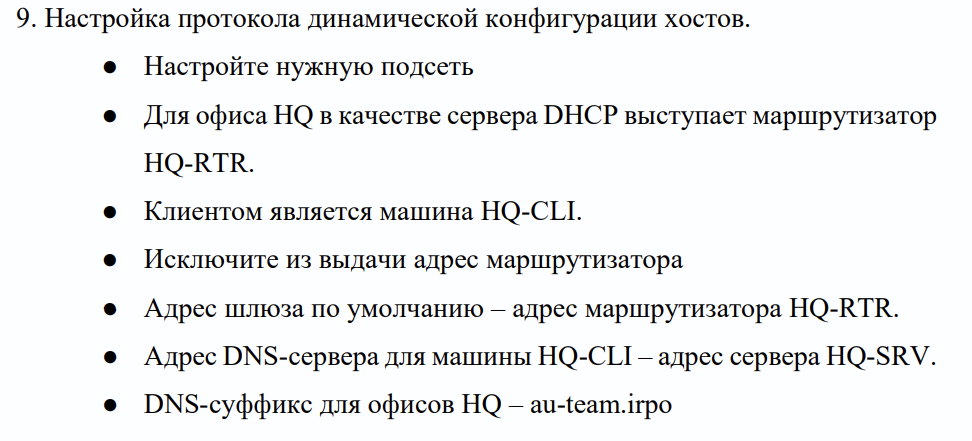 9. Настройка протокола динамической конфигурации хостов.
● Настройте нужную подсеть
● Для офиса HQ в качестве сервера DHCP выступает маршрутизатор
HQ-RTR.
● Клиентом является машина HQ-CLI.
● Исключите из выдачи адрес маршрутизатора
● Адрес шлюза по умолчанию – адрес маршрутизатора HQ-RTR.
● Адрес DNS-сервера для машины HQ-CLI – адрес сервера HQ-SRV.
● DNS-суффикс для офисов HQ – au-team.irpo